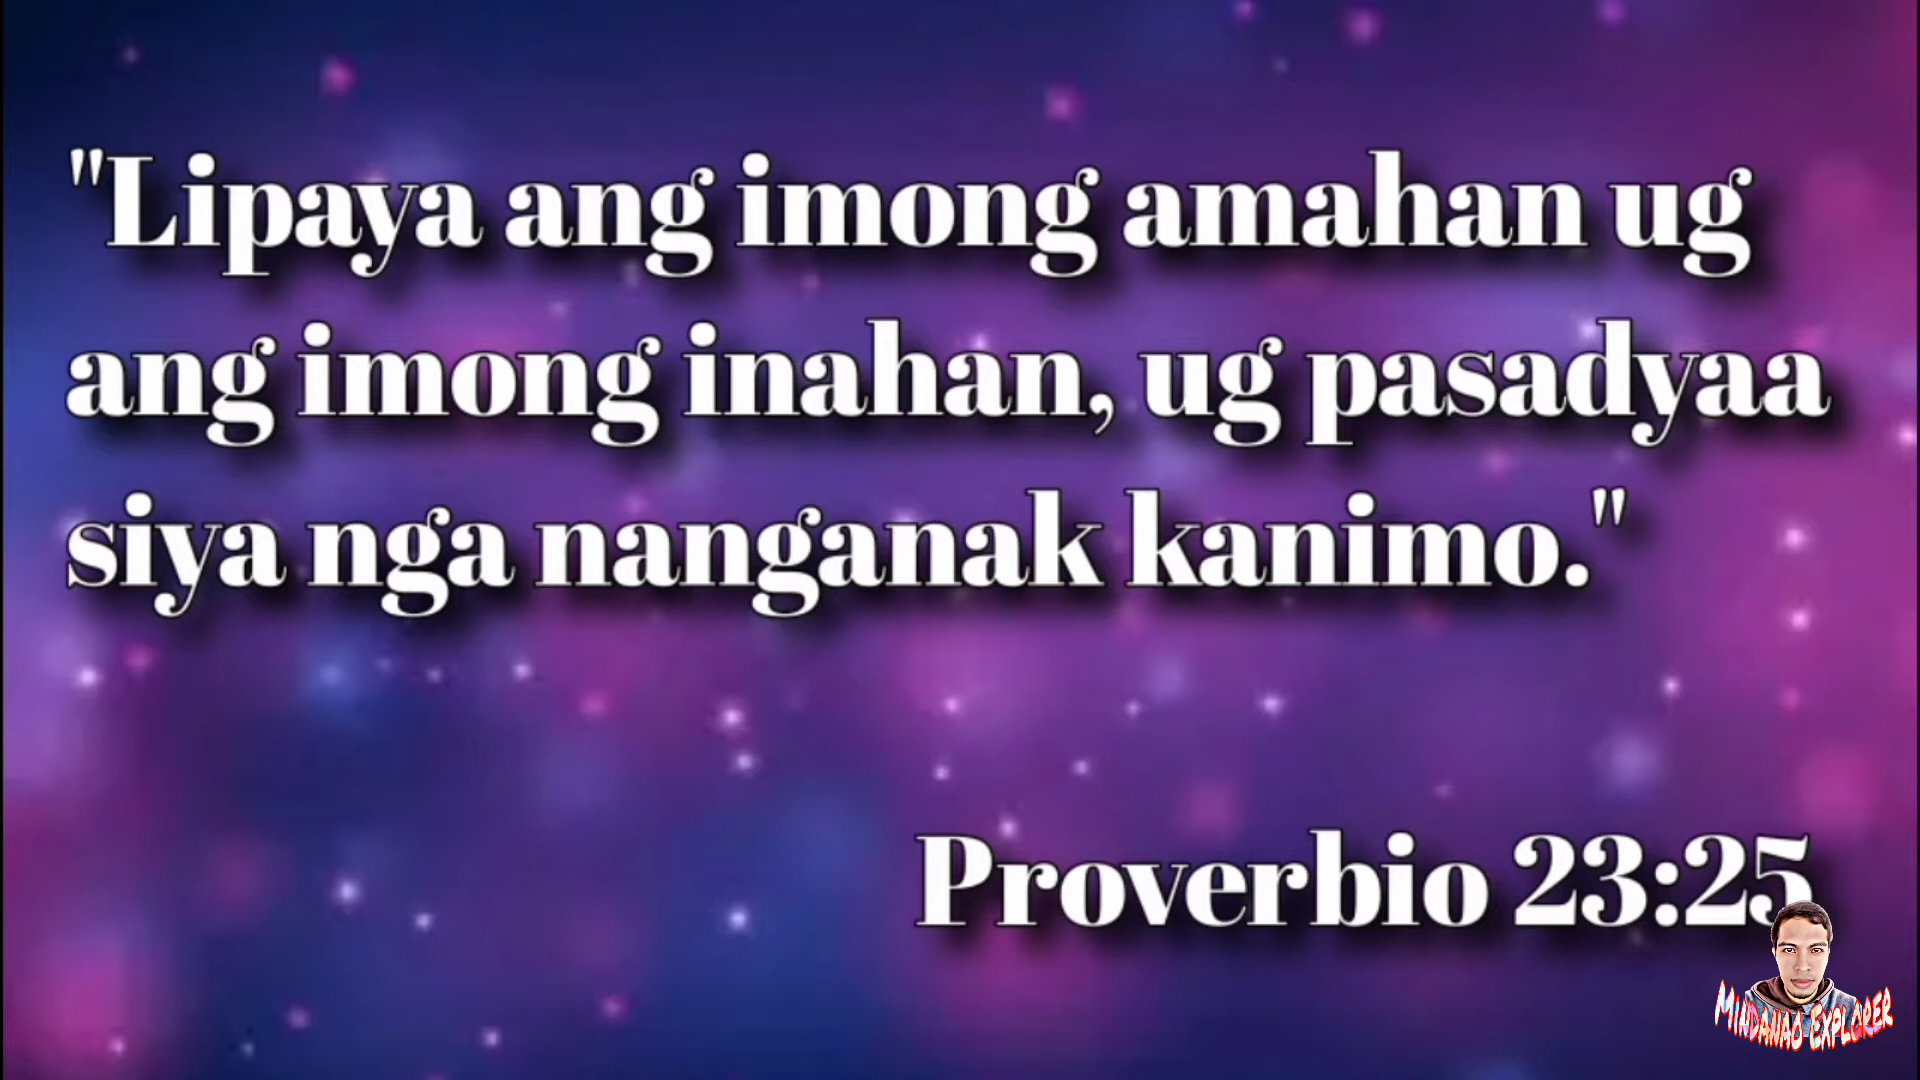 "Lipaya ang imong amahan ug
ang imong inahan, ug pasadyaa
siya nga nanganak kanimo."
Proverbio 23:25
MINDANAO EXPLORER